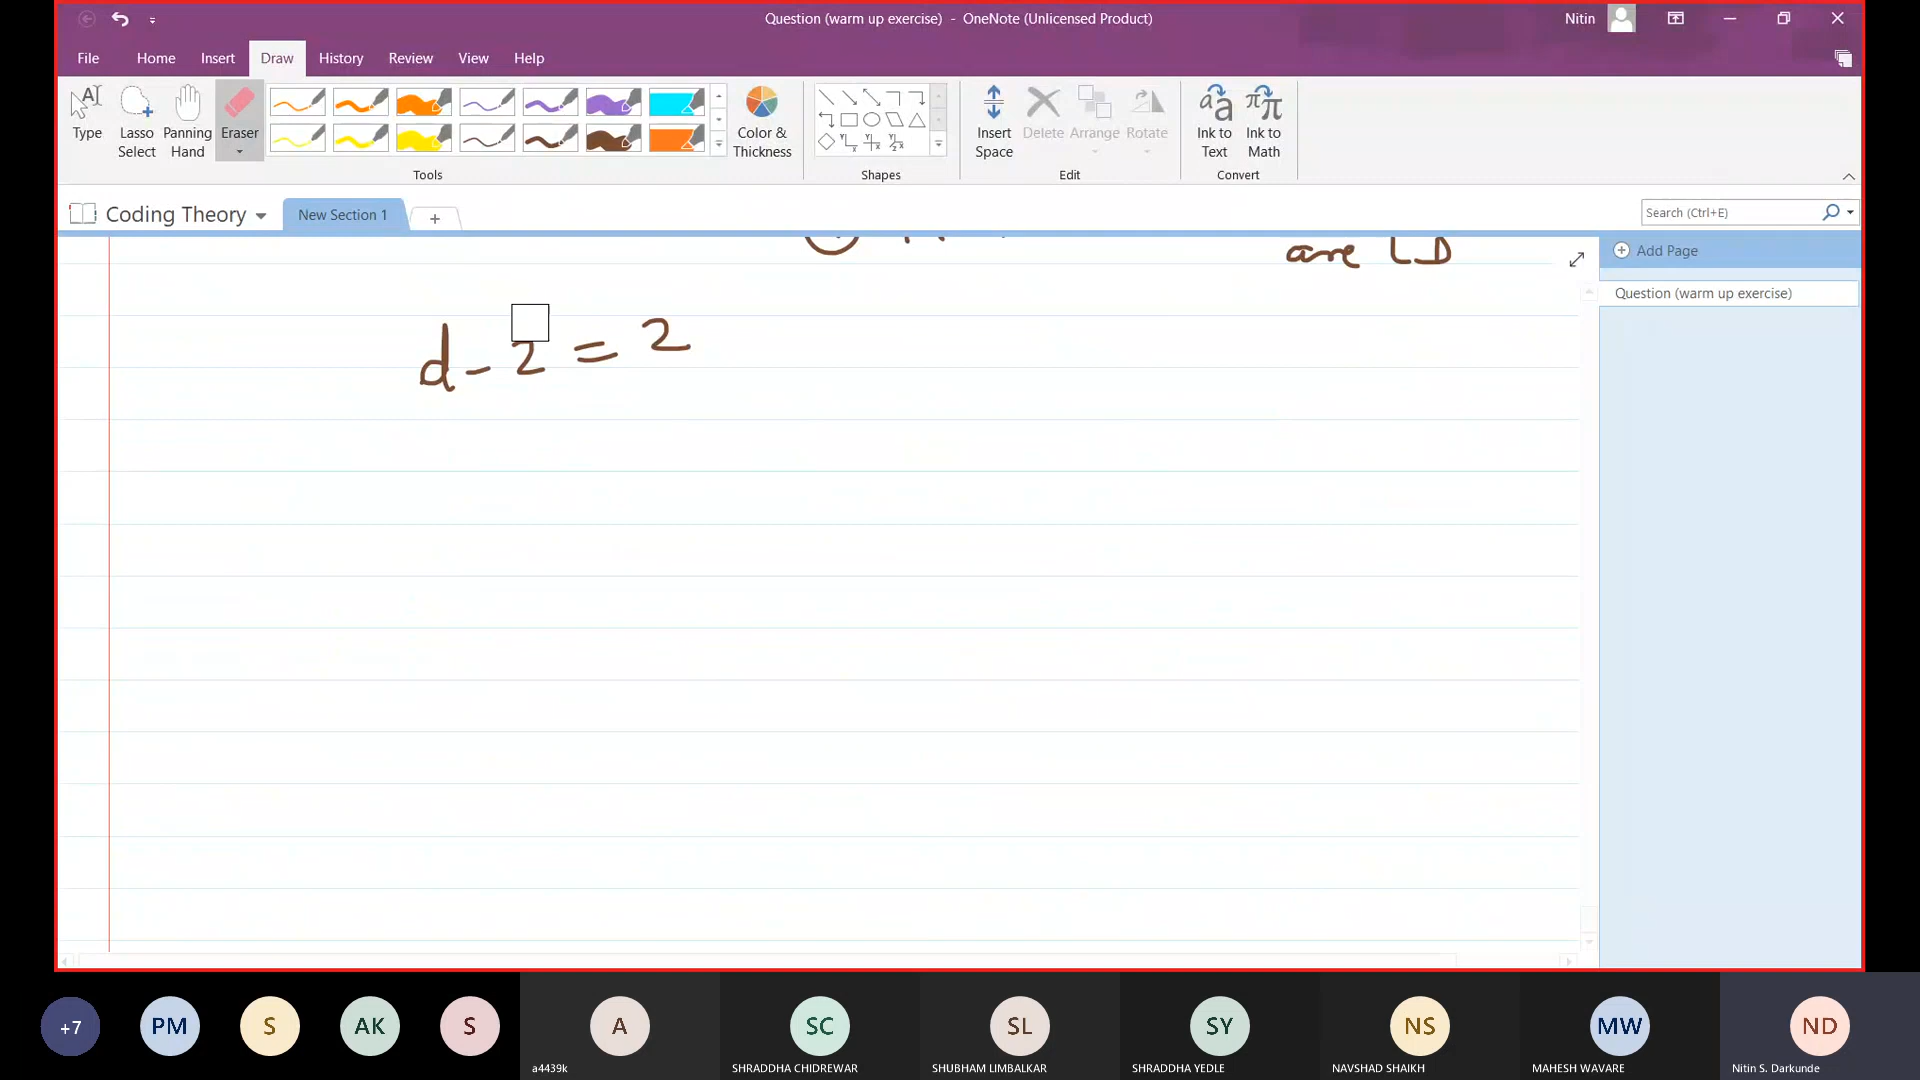 Question (warm up exercise) - OneNote (Unlicensed Product)
Nitin
File Home Insert Draw History Review View Help
Type
Lasso Select
Panning Hand
Eraser
Color & Thickness
Insert Space
Delete
Arrange
Rotate
Ink to Text
Ink to Math
Tools
Shapes
Edit
Convert
Coding Theory
New Section 1
+
Search (Ctrl+E)
Add Page
Question (warm up exercise)
are LD
d - 2 = 2
+7
PM
S
AK
S
A
SC
SL
SY
NS
MW
ND
a4439k
SHRADDHA CHIDREWAR
SHUBHAM LIMBALKAR
SHRADDHA YEDLE
NAVSHAD SHAIKH
MAHESH WAVARE
Nitin S. Darkunde